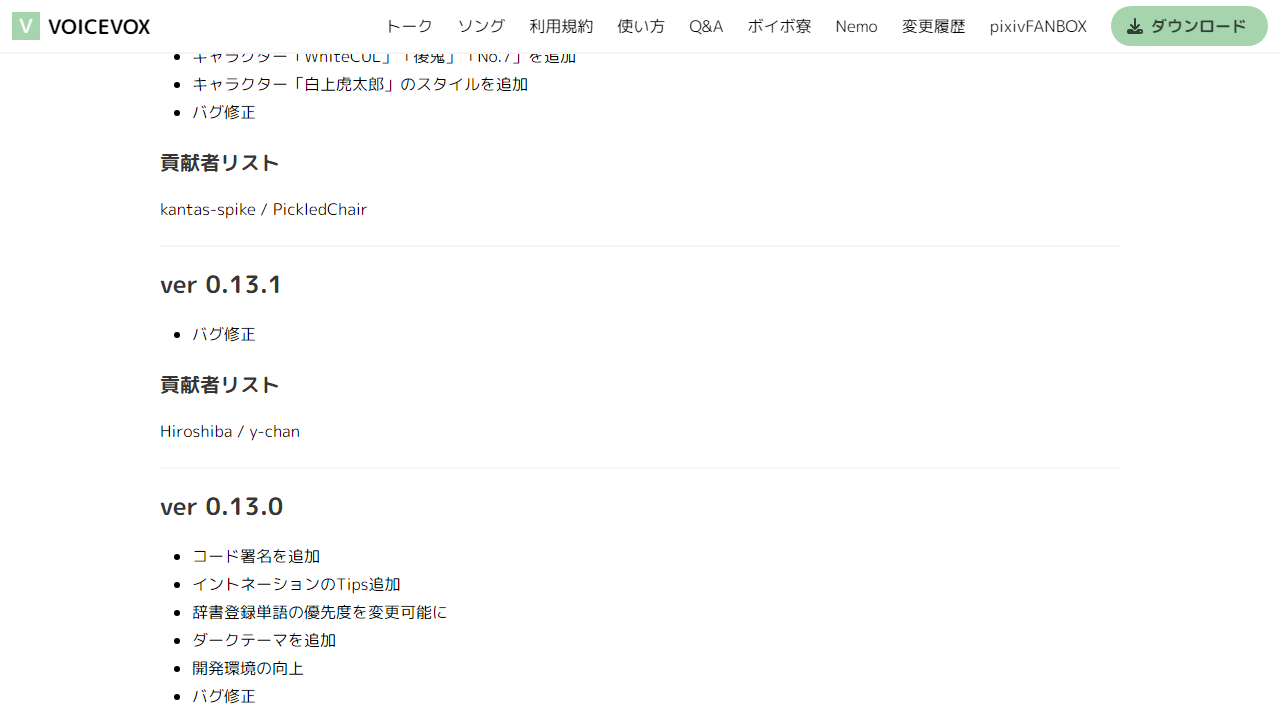 V VOICEVOX トーク ソング 利用規約 使い方 Q&A ボイボ寮 Nemo 変更履歴 pixivFANBOX ダウンロード
キャラクター「WhiteCUL」「後鬼」「No.7」を追加
キャラクター「白上虎太郎」のスタイルを追加
バグ修正
貢献者リスト
kantas-spike / PickledChair
ver 0.13.1
バグ修正
貢献者リスト
Hiroshiba / y-chan
ver 0.13.0
コード署名を追加
イントネーションのTips追加
辞書登録単語の優先度を変更可能に
ダークテーマを追加
開発環境の向上
バグ修正